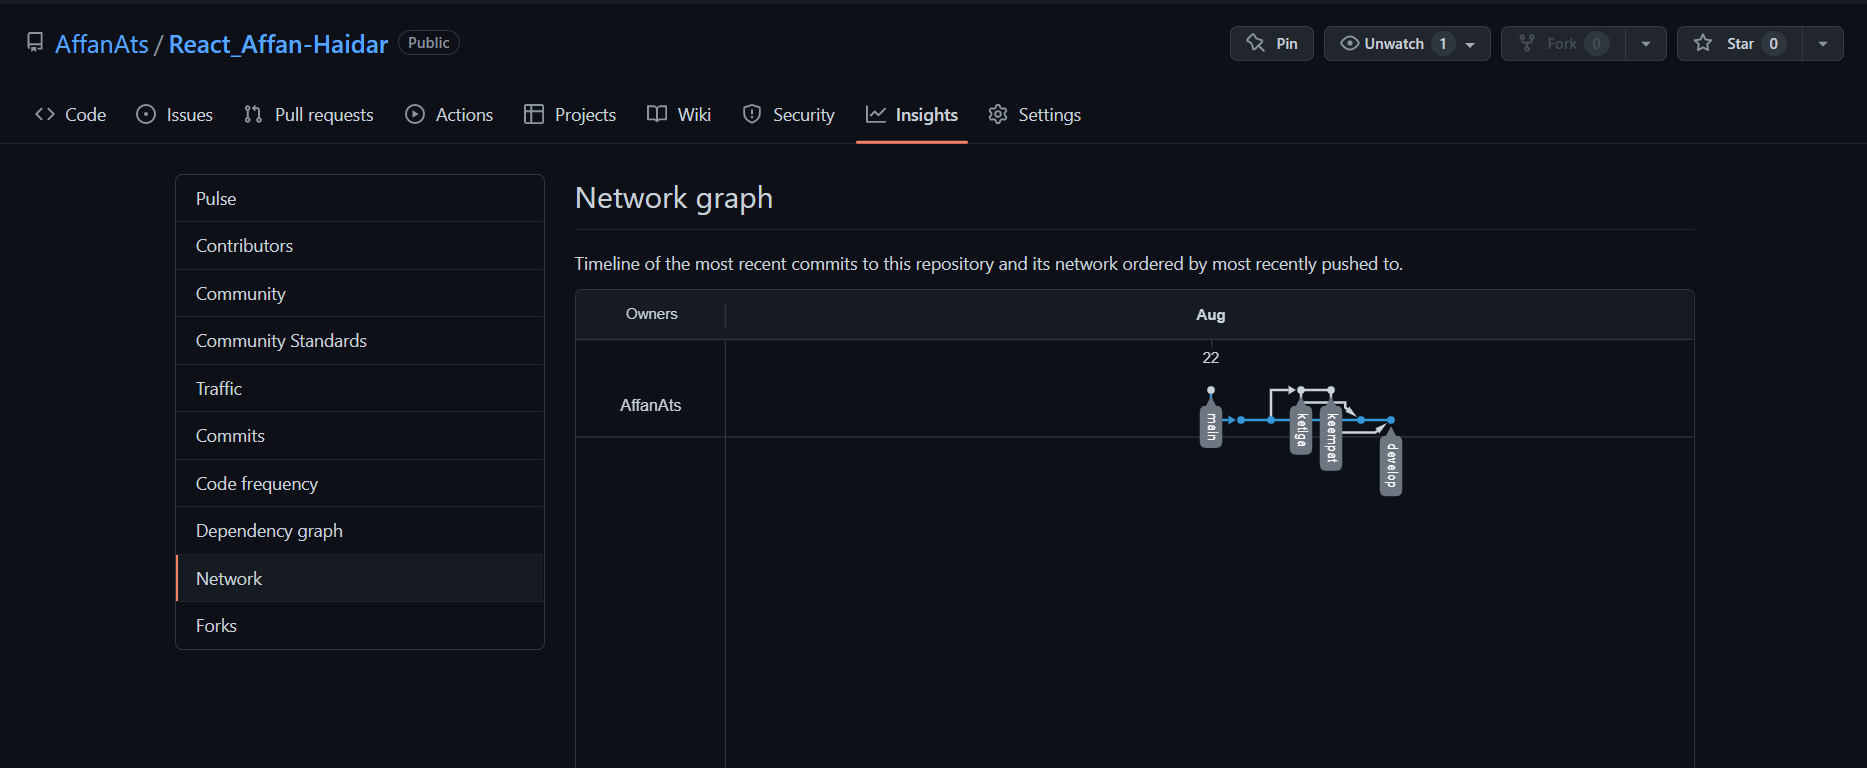 AffanAts / React_Affan-Haidar Public
Pin
Unwatch 1
Fork 0
Star 0
Code
Issues
Pull requests
Actions
Projects
Wiki
Security
Insights
Settings
Pulse
Contributors
Community
Community Standards
Traffic
Commits
Code frequency
Dependency graph
Network
Forks
Network graph
Timeline of the most recent commits to this repository and its network ordered by most recently pushed to.
Owners
Aug
22
AffanAts
main
ketiga
keempat
develop